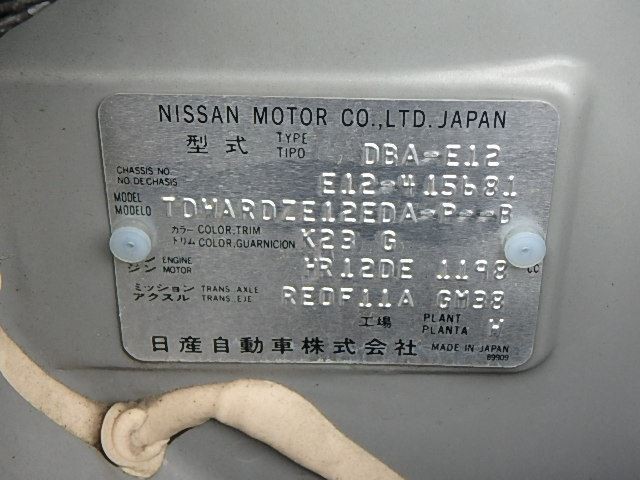 NISSAN MOTOR CO.,LTD. JAPAN
型式 TYPE TIPO DBA-E12
CHASSIS NO. NO. DE CHASIS E12-415681
MODEL MODELO TDHARDZE12EDA-P--B
カラー COLOR,TRIM トリム COLOR,GUARNICION K23 G
ジン ENGINE MOTOR HR12DE 1198 CC
ミッション TRANS. AXLE アクスル TRANS. EJE RE0F11A GM38
工場 PLANT PLANTA H
日産自動車株式会社 MADE IN JAPAN
89909